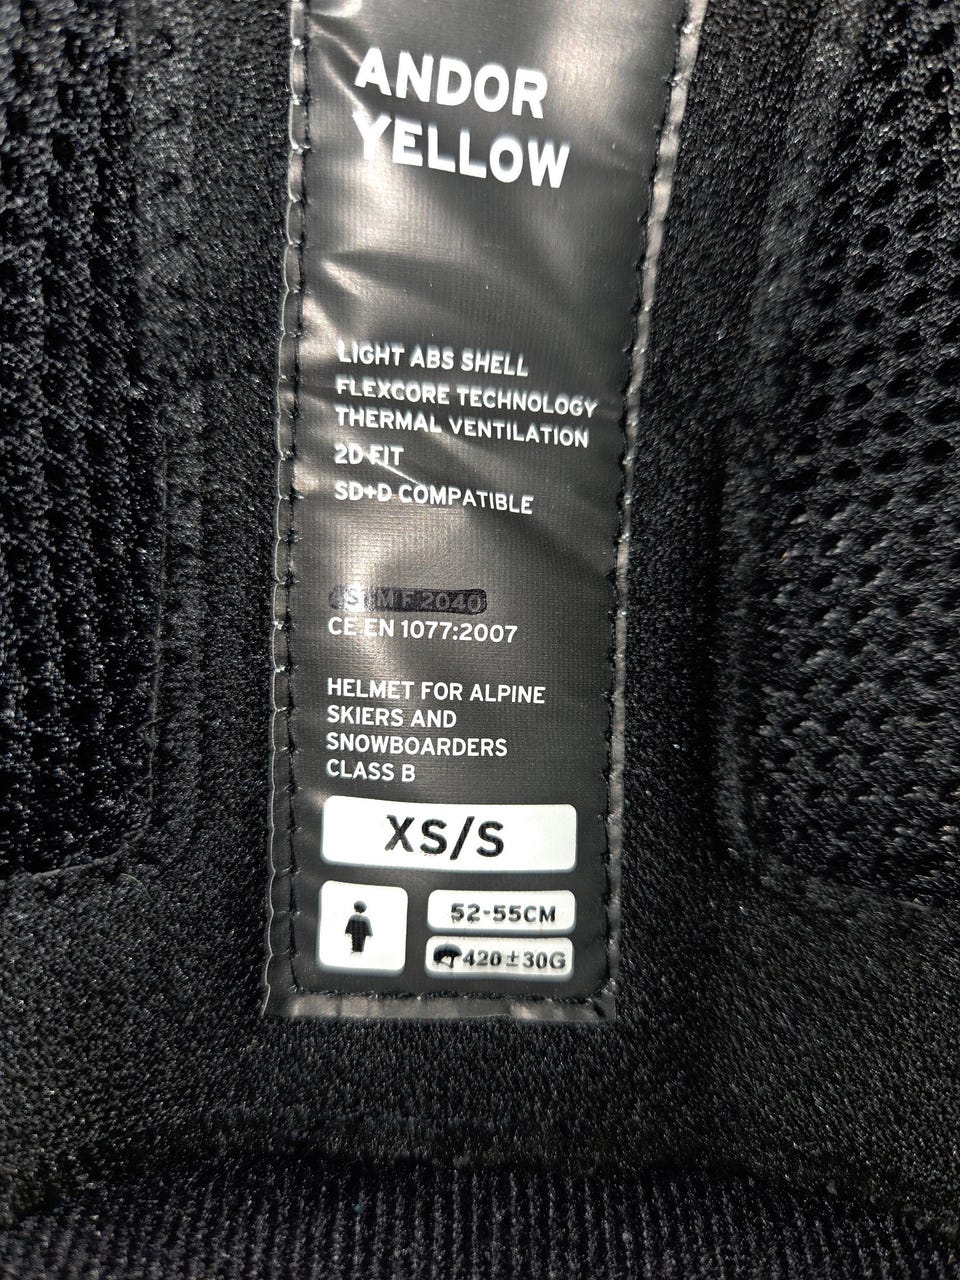 ANDOR
YELLOW
LIGHT ABS SHELL
FLEXCORE TECHNOLOGY
THERMAL VENTILATION
2D FIT
SD+D COMPATIBLE
ASTM F 2040
CE EN 1077:2007
HELMET FOR ALPINE
SKIERS AND
SNOWBOARDERS
CLASS B
XS/S
52-55CM
420±30G